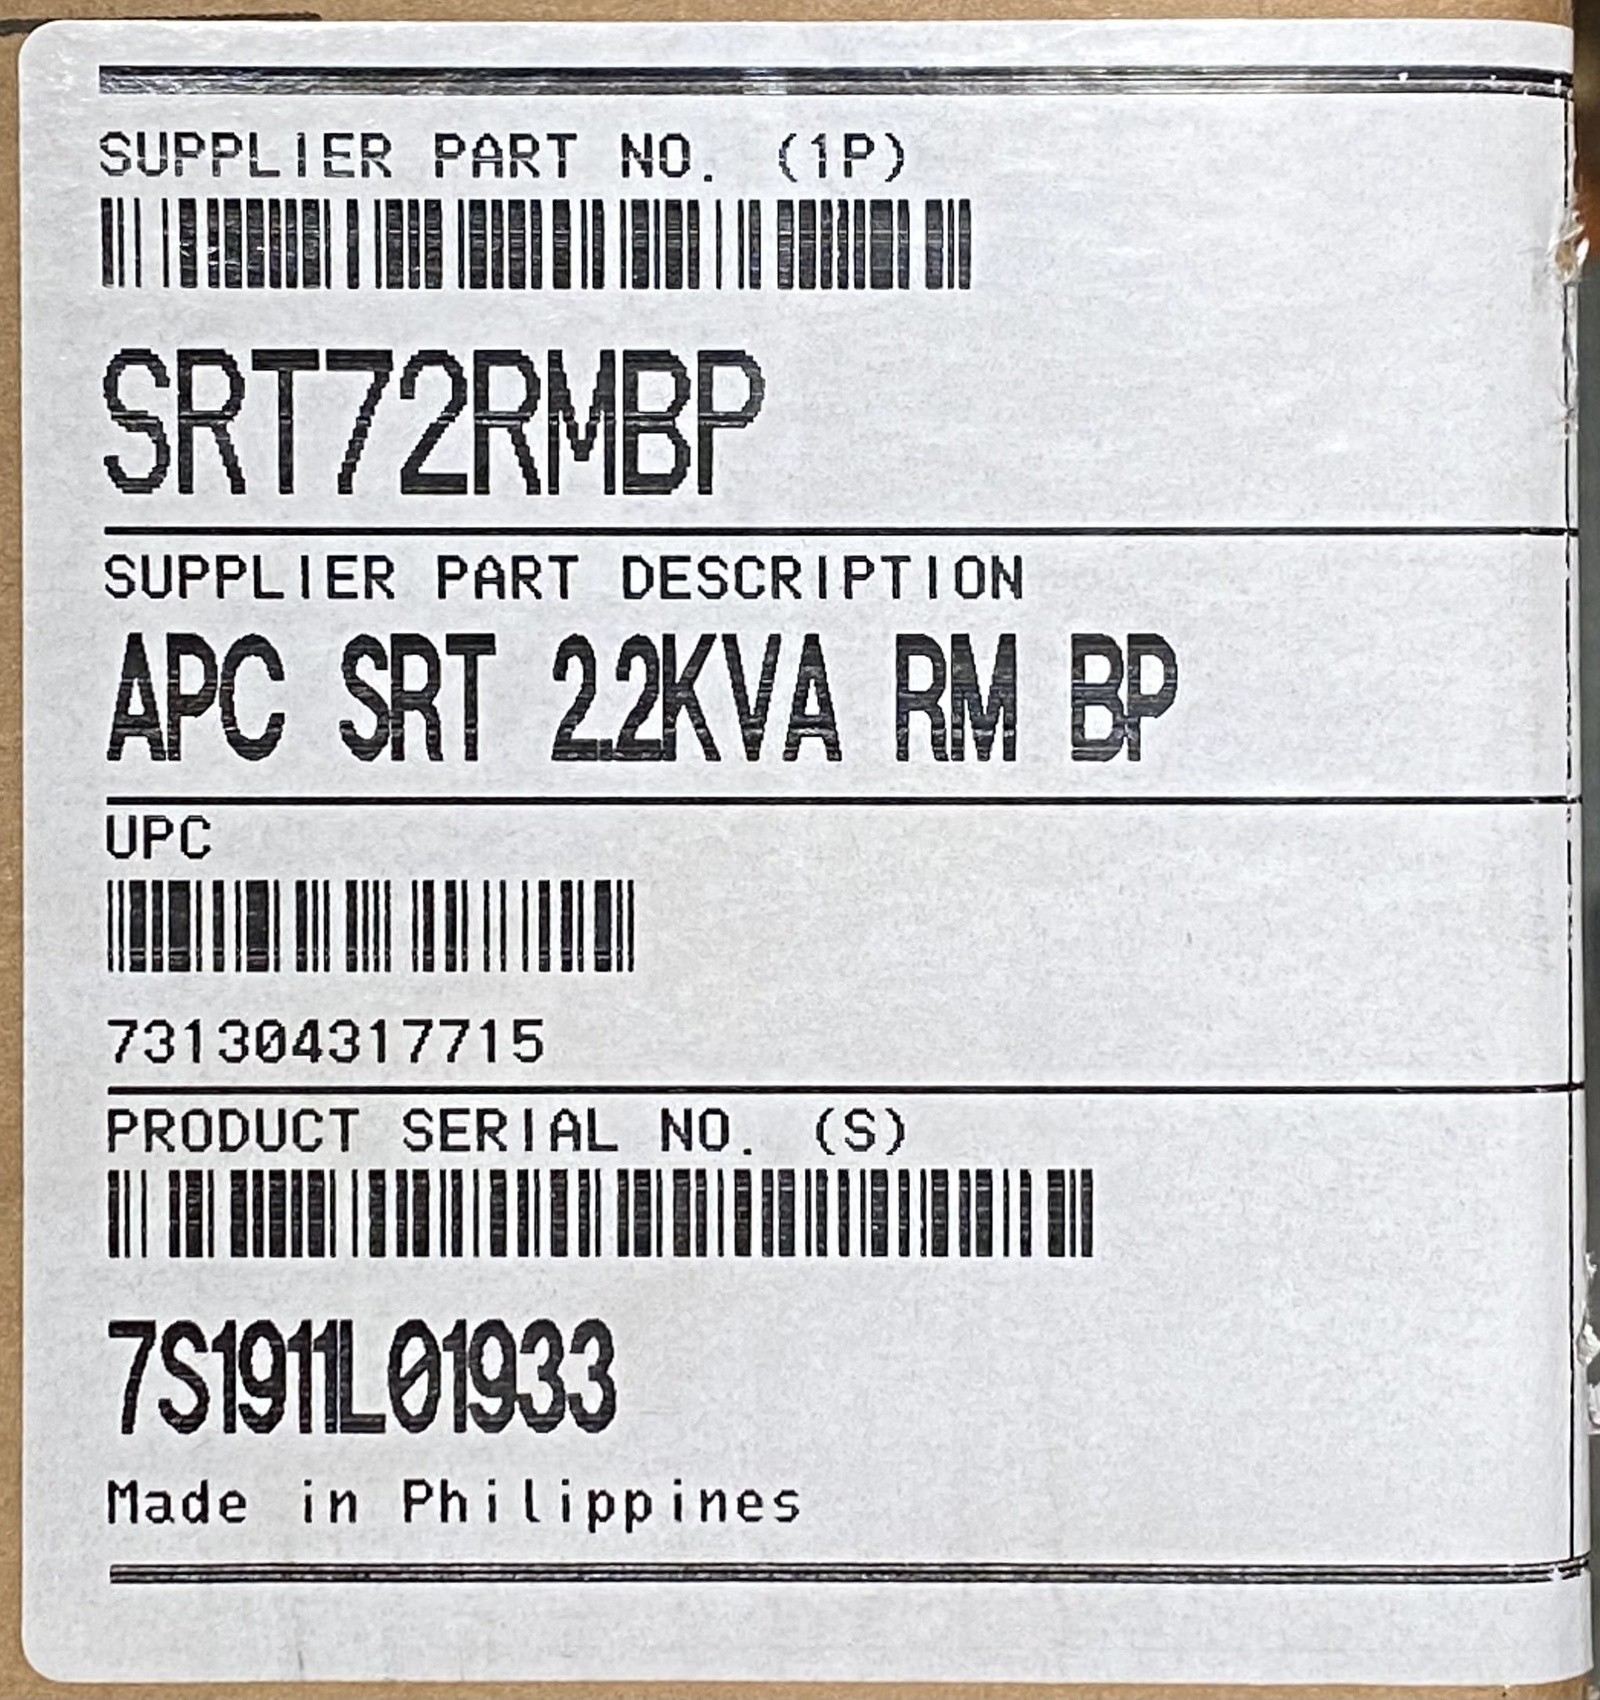 SUPPLIER PART NO. (1P)
SRT72RMBP
SUPPLIER PART DESCRIPTION
APC SRT 2.2KVA RM BP
UPC
731304317715
PRODUCT SERIAL NO. (S)
7S1911L01933
Made in Philippines